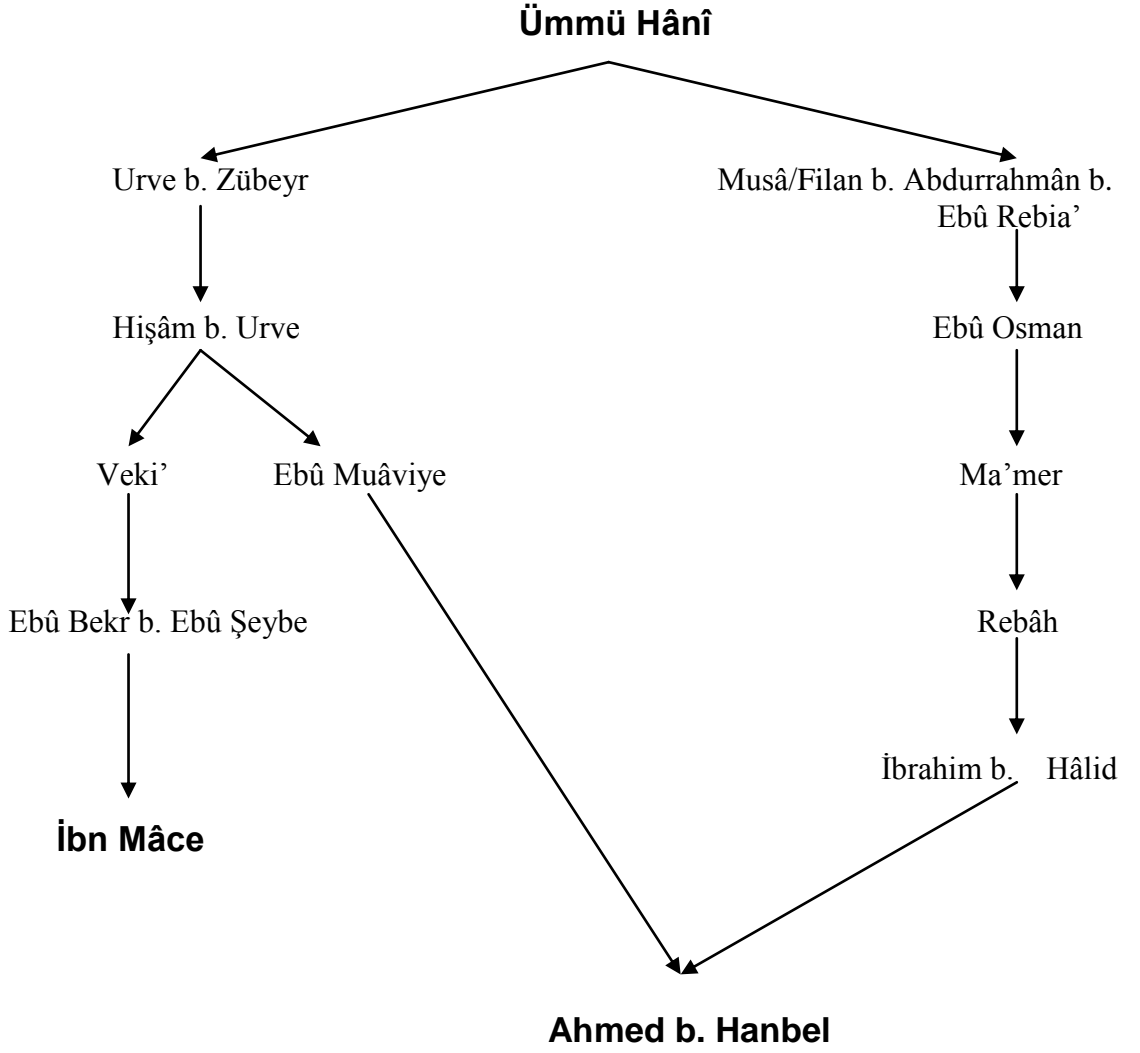 Ümmü Hânî
Urve b. Zübeyr
Musâ/Filan b. Abdurrahmân b.
Ebû Rebia’
Hişâm b. Urve
Ebû Osman
Veki’
Ebû Muâviye
Ma’mer
Ebû Bekr b. Ebû Şeybe
Rebâh
İbrahim b. Hâlid
İbn Mâce
Ahmed b. Hanbel